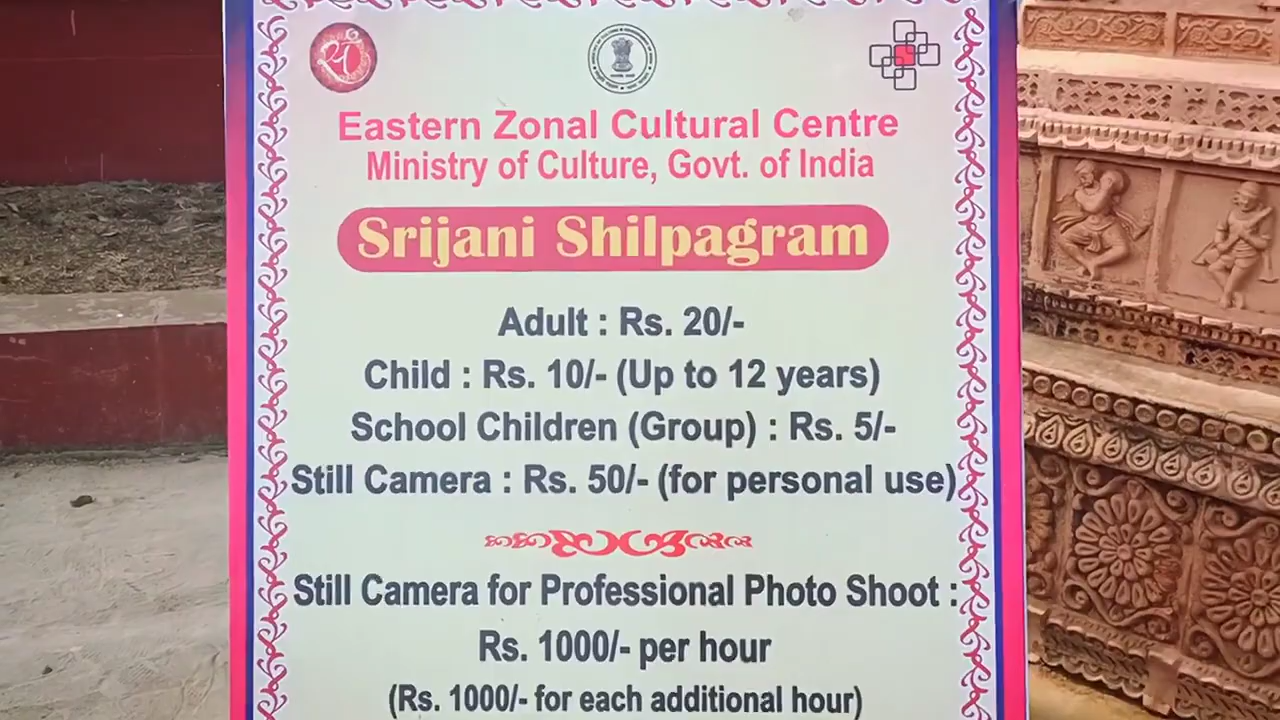 Eastern Zonal Cultural Centre
Ministry of Culture, Govt. of India
Srijani Shilpagram
Adult : Rs. 20/-
Child : Rs. 10/- (Up to 12 years)
School Children (Group) : Rs. 5/-
Still Camera : Rs. 50/- (for personal use)
Still Camera for Professional Photo Shoot :
Rs. 1000/- per hour
(Rs. 1000/- for each additional hour)